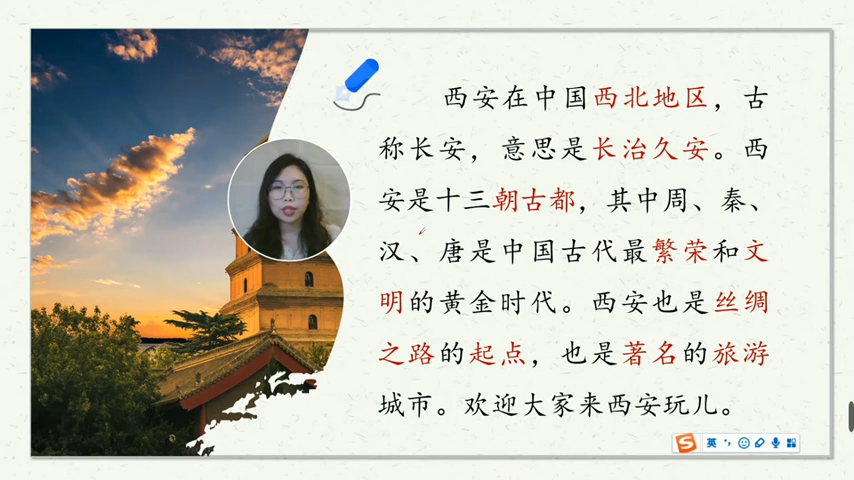 西安在中国西北地区，古
称长安，意思是长治久安。西
安是十三朝古都，其中周、秦、
汉、唐是中国古代最繁荣和文
明的黄金时代。西安也是丝绸
之路的起点，也是著名的旅游
城市。欢迎大家来西安玩儿。
S 英